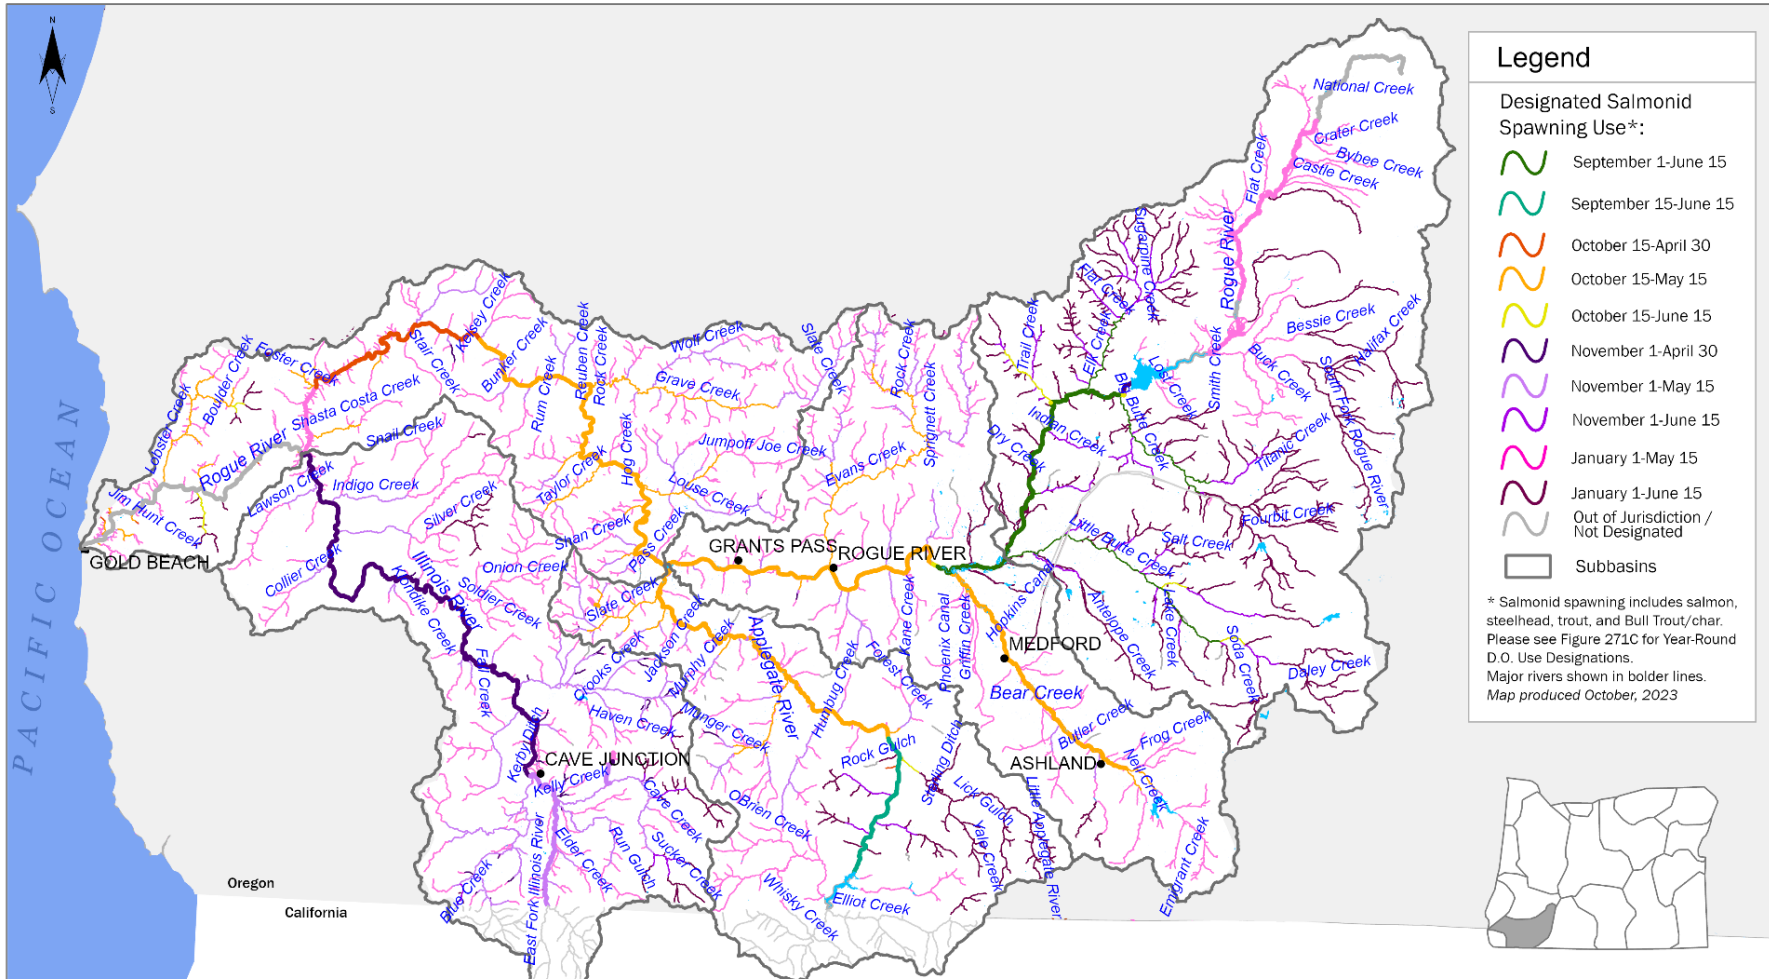 N
S
PACIFIC OCEAN
Oregon
California
GOLD BEACH
GRANTS PASS
ROGUE RIVER
MEDFORD
ASHLAND
CAVE JUNCTION
National Creek
Crater Creek
Bybee Creek
Castle Creek
Flat Creek
Rogue River
Sugarpine Creek
Flat Creek
Elk Creek
Trail Creek
Bessie Creek
Halifax Creek
Buck Creek
South Fork Rogue River
Smith Creek
Lost Creek
Big Butte Creek
Indian Creek
Dry Creek
Titanic Creek
Fourbit Creek
Salt Creek
Little Butte Creek
Lake Creek
Soda Creek
Daley Creek
Antelope Creek
Hopkins Canal
Kelsey Creek
Stair Creek
Bunker Creek
Foster Creek
Boulder Creek
Lobster Creek
Shasta Costa Creek
Rogue River
Snail Creek
Jim Hunt Creek
Lawson Creek
Indigo Creek
Silver Creek
Collier Creek
Illinois River
Klondike Creek
Soldier Creek
Onion Creek
Fall Creek
Reuben Creek
Rock Creek
Rum Creek
Wolf Creek
Grave Creek
Slate Creek
Rock Creek
Hog Creek
Jumpoff Joe Creek
Sprignett Creek
Evans Creek
Taylor Creek
Louse Creek
Shan Creek
Pass Creek
Slate Creek
Crooks Creek
Jackson Creek
Murphy Creek
Applegate River
Humbug Creek
Forest Creek
Kane Creek
Phoenix Canal
Griffin Creek
Bear Creek
Butler Creek
Frog Creek
Neil Creek
Emigrant Creek
Haven Creek
Munger Creek
Kerby Ditch
Kelly Creek
Cave Creek
OBrien Creek
Rock Gulch
Sterling Ditch
Lick Gulch
Yale Creek
Little Applegate River
Elder Creek
Run Gulch
Sucker Creek
Blue Creek
East Fork Illinois River
Whisky Creek
Elliot Creek
Legend
Designated Salmonid
Spawning Use*:
September 1-June 15
September 15-June 15
October 15-April 30
October 15-May 15
October 15-June 15
November 1-April 30
November 1-May 15
November 1-June 15
January 1-May 15
January 1-June 15
Out of Jurisdiction /
Not Designated
Subbasins
* Salmonid spawning includes salmon,
steelhead, trout, and Bull Trout/char.
Please see Figure 271C for Year-Round
D.O. Use Designations.
Major rivers shown in bolder lines.
Map produced October, 2023